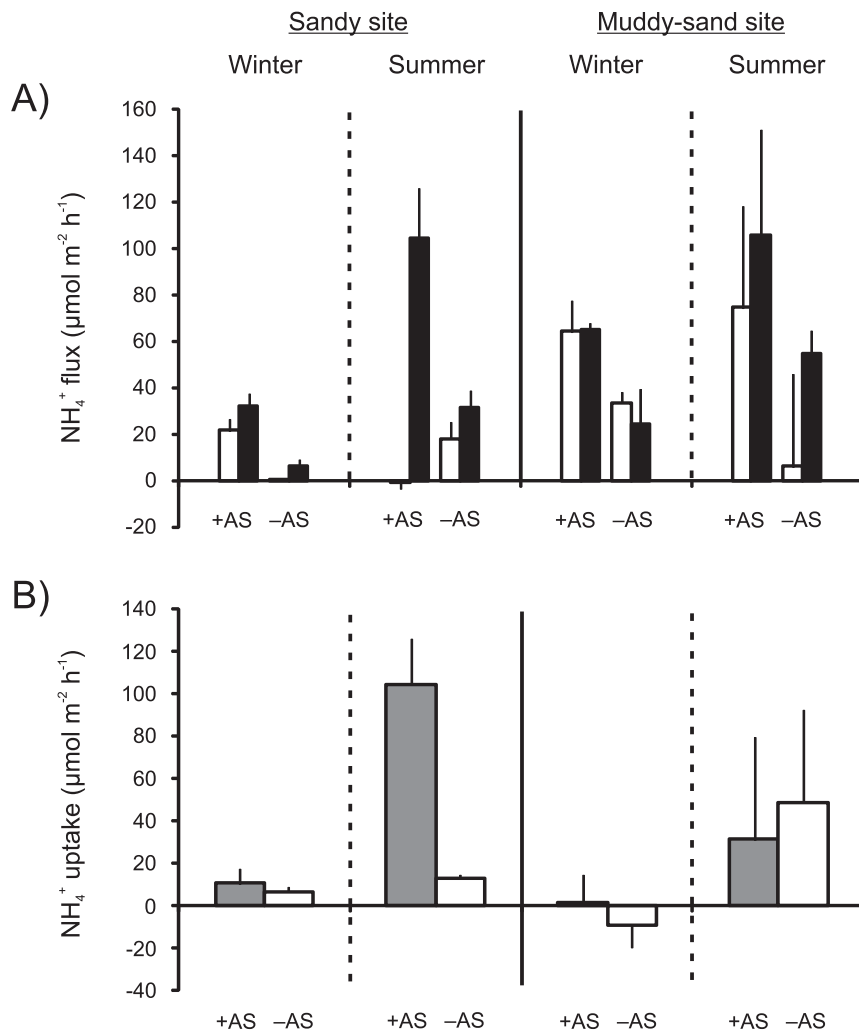 Sandy site Muddy-sand site
Winter Summer Winter Summer
A)
160
140
120
100
80
60
40
20
0
-20
NH₄⁺ flux (µmol m⁻² h⁻¹)
+AS –AS +AS –AS +AS –AS +AS –AS
B)
140
120
100
80
60
40
20
0
-20
-40
NH₄⁺ uptake (µmol m⁻² h⁻¹)
+AS –AS +AS –AS +AS –AS +AS –AS